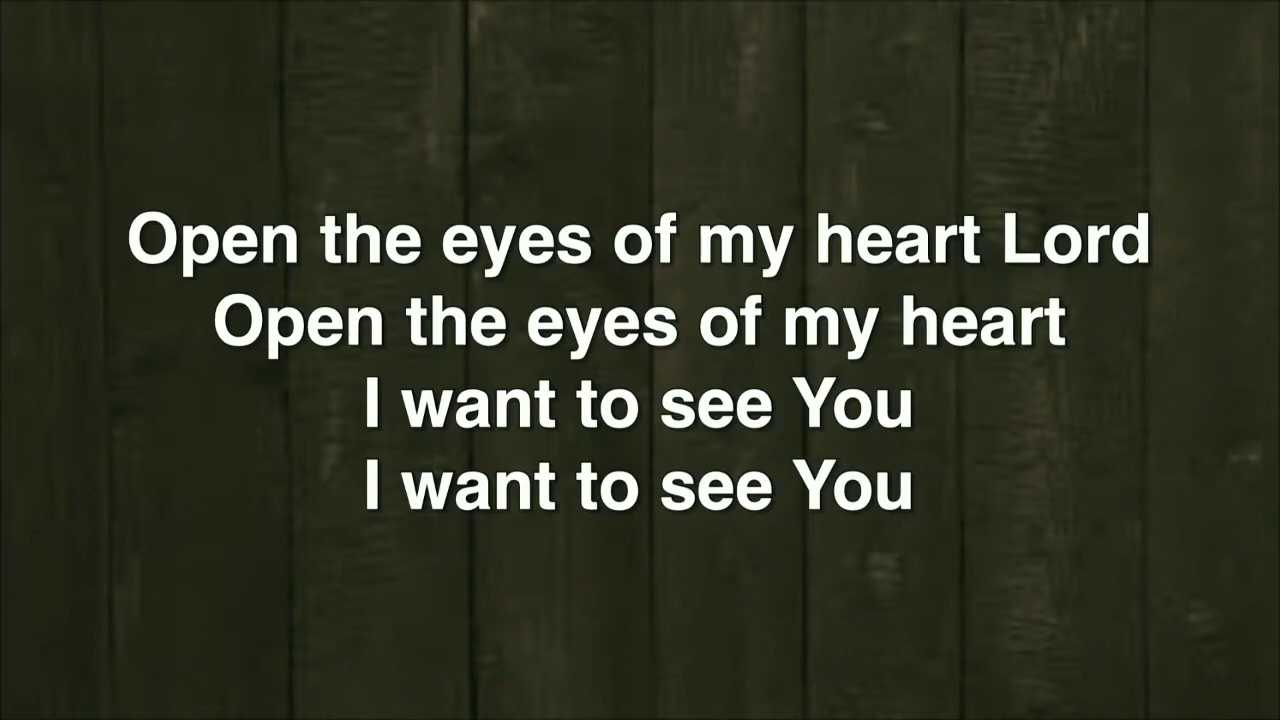 Open the eyes of my heart Lord
Open the eyes of my heart
I want to see You
I want to see You